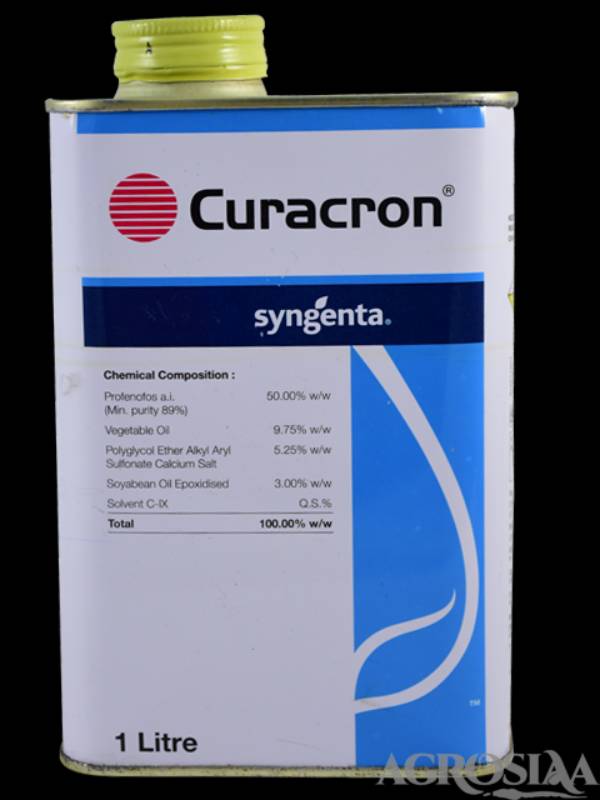 Curacron®
syngenta®
Chemical Composition :
Profenofos a.i. 50.00% w/w
(Min. purity 89%)
Vegetable Oil 9.75% w/w
Polyglycol Ether Alkyl Aryl 5.25% w/w
Sulfonate Calcium Salt
Soyabean Oil Epoxidised 3.00% w/w
Solvent C-IX Q.S.%
Total 100.00% w/w
TM
1 Litre
AGROSIAA